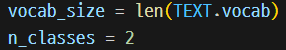 vocab_size = len(TEXT.vocab)
n_classes = 2